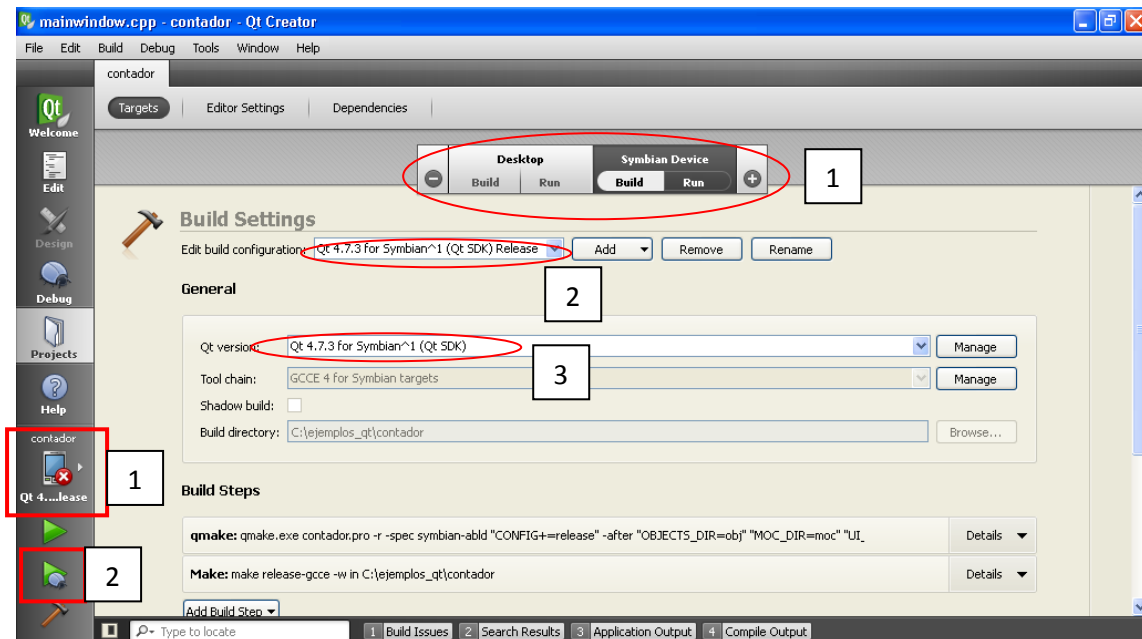 mainwindow.cpp - contador - Qt Creator
File Edit Build Debug Tools Window Help
contador
Qt
Welcome
Targets Editor Settings Dependencies
Desktop Symbian Device
Build Run Build Run
1
Edit
Build Settings
Design
Edit build configuration: Qt 4.7.3 for Symbian^1 (Qt SDK) Release Add Remove Rename
2
General
Debug
Qt version: Qt 4.7.3 for Symbian^1 (Qt SDK) Manage
Projects
3
Tool chain: GCCE 4 for Symbian targets Manage
Shadow build:
Help
Build directory: C:\ejemplos_qt\contador Browse...
contador
1
Qt 4....lease
Build Steps
qmake: qmake.exe contador.pro -r -spec symbian-abld "CONFIG+=release" -after "OBJECTS_DIR=obj" "MOC_DIR=moc" "UI_ Details
2
Make: make release-gcce -w in C:\ejemplos_qt\contador Details
Add Build Step
Type to locate 1 Build Issues 2 Search Results 3 Application Output 4 Compile Output